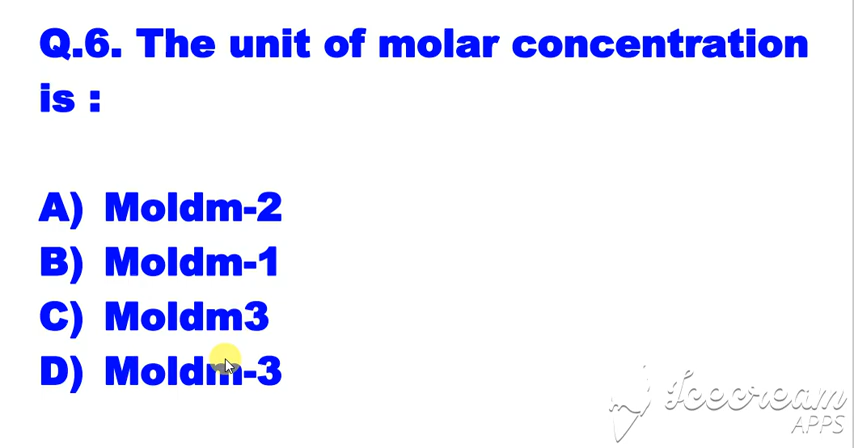 Q.6. The unit of molar concentration
is :
A) Moldm-2
B) Moldm-1
C) Moldm3
D) Moldm-3
Icecream
APPS